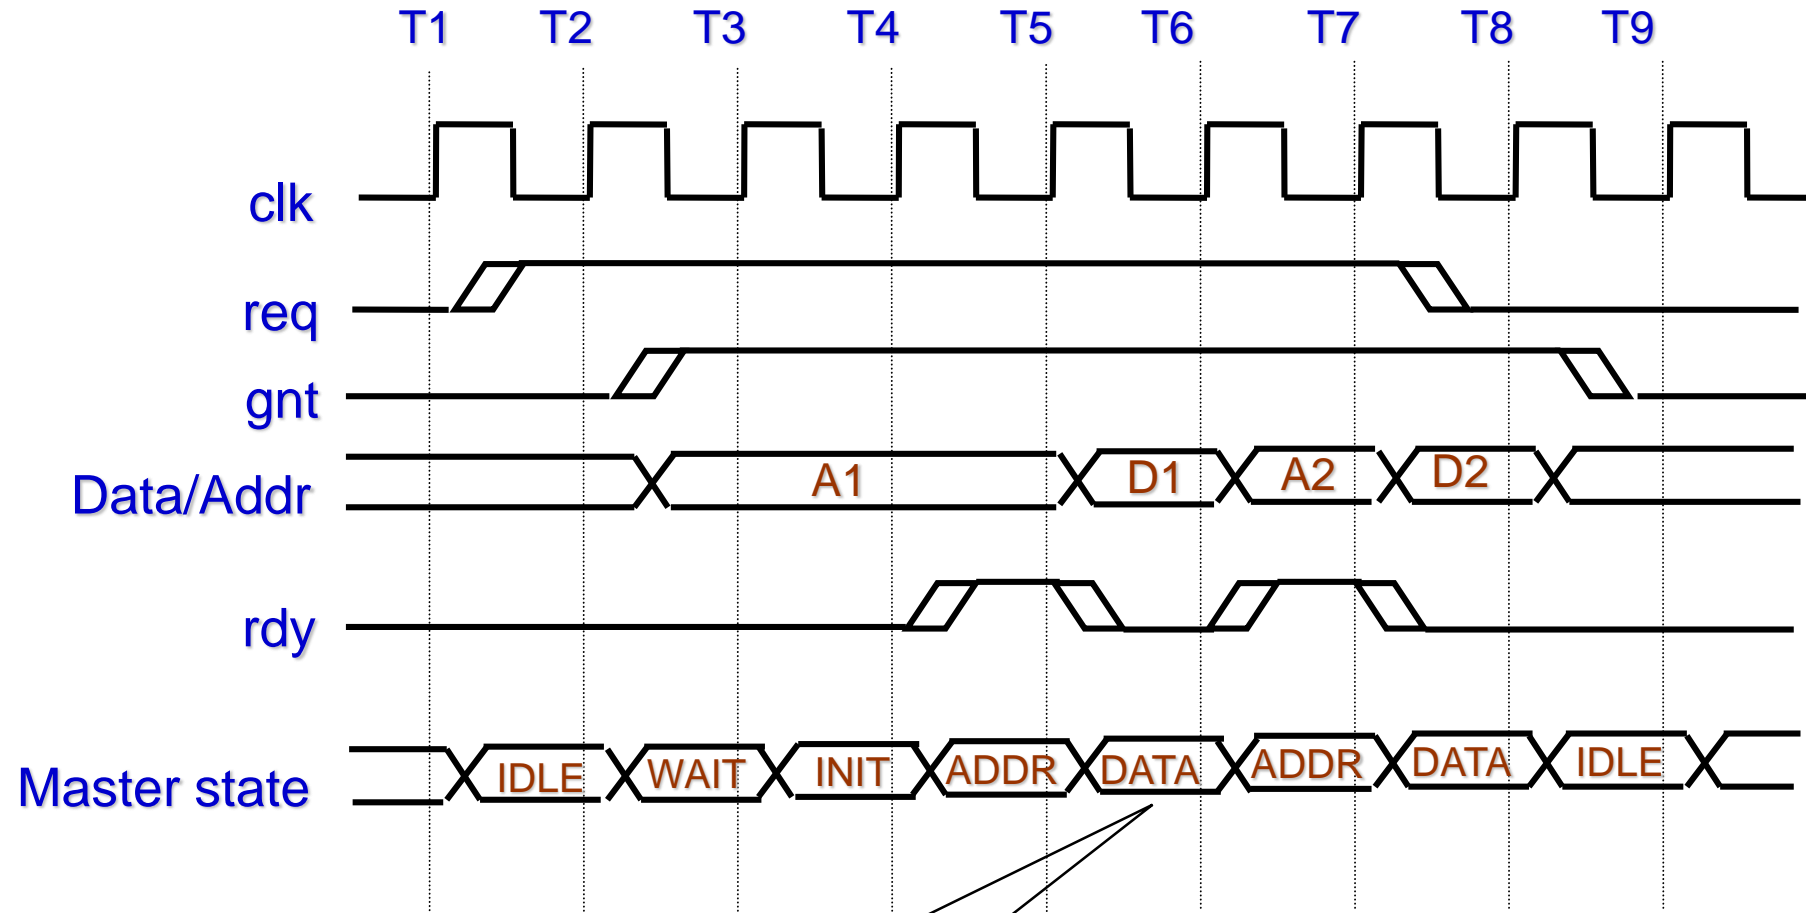 T1 T2 T3 T4 T5 T6 T7 T8 T9
clk
req
gnt
Data/Addr A1 D1 A2 D2
rdy
Master state IDLE WAIT INIT ADDR DATA ADDR DATA IDLE